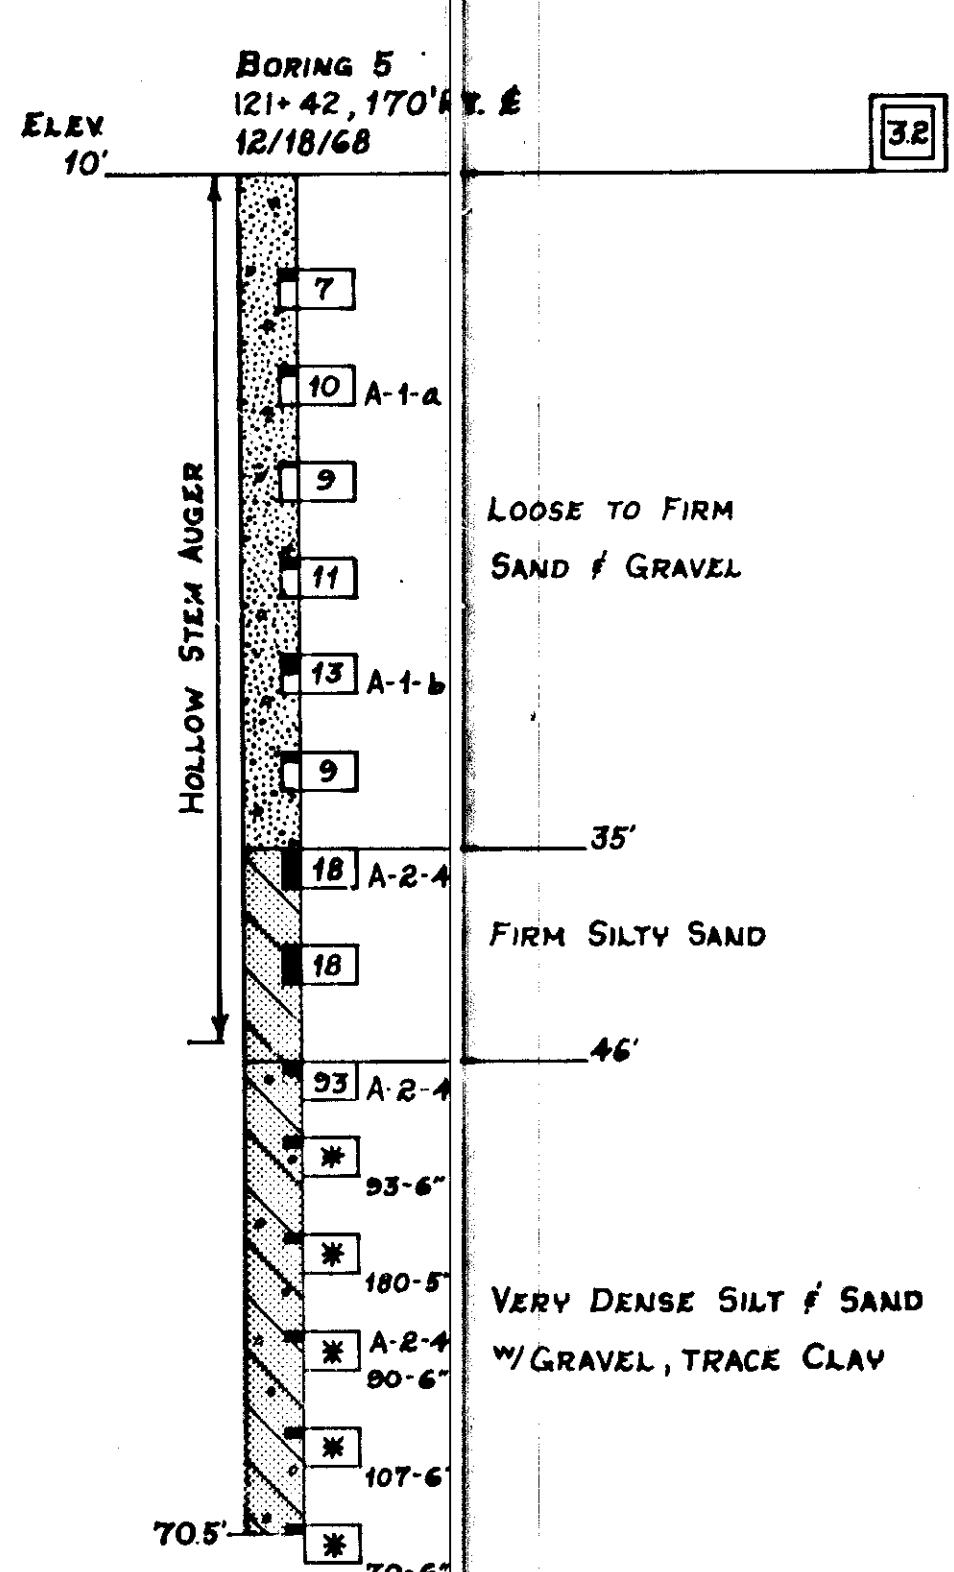 BORING 5
121+42, 170' RT. ⅊
12/18/68
ELEV.
10'
3.2
7
10 A-1-a
9
LOOSE TO FIRM
SAND & GRAVEL
11
HOLLOW STEM AUGER
13 A-1-b
9
35'
18 A-2-4
FIRM SILTY SAND
18
46'
93 A-2-4
*
93-6"
*
180-5"
VERY DENSE SILT & SAND
W/ GRAVEL, TRACE CLAY
* A-2-4
90-6"
*
107-6"
70.5'
*
70-6"